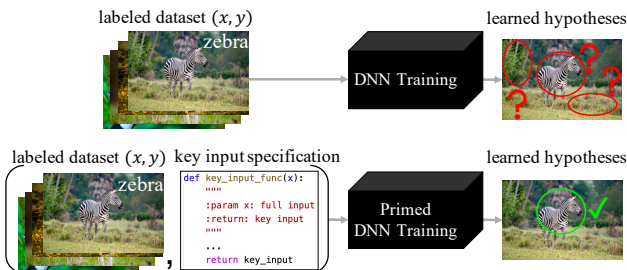 labeled dataset (x, y)
learned hypotheses
zebra
DNN Training
? ? ?
labeled dataset (x, y)
key input specification
learned hypotheses
zebra
,
def key_input_func(x):
"""
:param x: full input
:return: key input
"""
...
return key_input
Primed
DNN Training